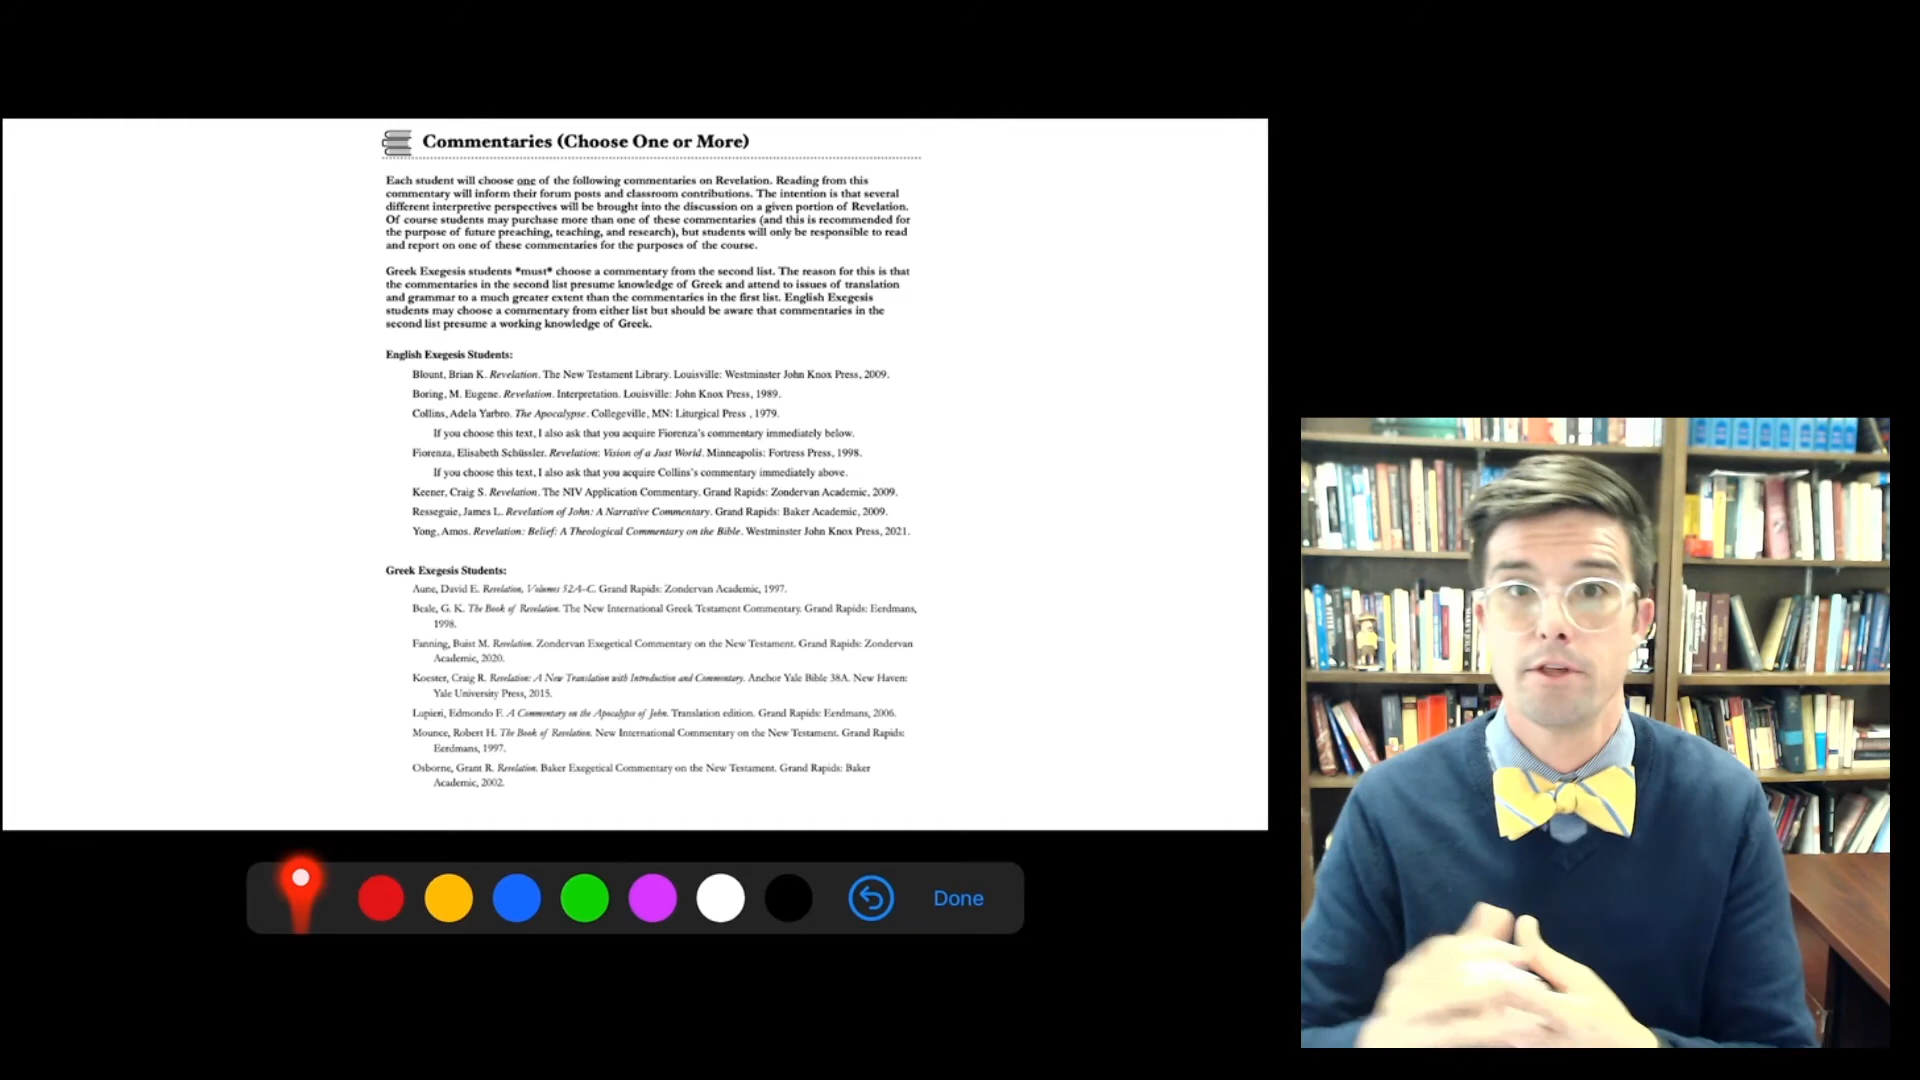 Commentaries (Choose One or More)
Each student will choose one of the following commentaries on Revelation. Reading from this
commentary will inform their forum posts and classroom contributions. The intention is that several
different interpretive perspectives will be brought into the discussion on a given portion of Revelation.
Of course students may purchase more than one of these commentaries (and this is recommended for
the purpose of future preaching, teaching, and research), but students will only be responsible to read
and report on one of these commentaries for the purposes of the course.
Greek Exegesis students *must* choose a commentary from the second list. The reason for this is that
the commentaries in the second list presume knowledge of Greek and attend to issues of translation
and grammar to a much greater extent than the commentaries in the first list. English Exegesis
students may choose a commentary from either list but should be aware that commentaries in the
second list presume a working knowledge of Greek.
English Exegesis Students:
Blount, Brian K. Revelation. The New Testament Library. Louisville: Westminster John Knox Press, 2009.
Boring, M. Eugene. Revelation. Interpretation. Louisville: John Knox Press, 1989.
Collins, Adela Yarbro. The Apocalypse. Collegeville, MN: Liturgical Press , 1979.
If you choose this text, I also ask that you acquire Fiorenza's commentary immediately below.
Fiorenza, Elisabeth Schüssler. Revelation: Vision of a Just World. Minneapolis: Fortress Press, 1998.
If you choose this text, I also ask that you acquire Collins's commentary immediately above.
Keener, Craig S. Revelation. The NIV Application Commentary. Grand Rapids: Zondervan Academic, 2009.
Resseguie, James L. Revelation of John: A Narrative Commentary. Grand Rapids: Baker Academic, 2009.
Yong, Amos. Revelation: Belief: A Theological Commentary on the Bible. Westminster John Knox Press, 2021.
Greek Exegesis Students:
Aune, David E. Revelation, Volumes 52A-C. Grand Rapids: Zondervan Academic, 1997.
Beale, G. K. The Book of Revelation. The New International Greek Testament Commentary. Grand Rapids: Eerdmans,
1998.
Fanning, Buist M. Revelation. Zondervan Exegetical Commentary on the New Testament. Grand Rapids: Zondervan
Academic, 2020.
Koester, Craig R. Revelation: A New Translation with Introduction and Commentary. Anchor Yale Bible 38A. New Haven:
Yale University Press, 2015.
Lupieri, Edmondo F. A Commentary on the Apocalypse of John. Translation edition. Grand Rapids: Eerdmans, 2006.
Mounce, Robert H. The Book of Revelation. New International Commentary on the New Testament. Grand Rapids:
Eerdmans, 1997.
Osborne, Grant R. Revelation. Baker Exegetical Commentary on the New Testament. Grand Rapids: Baker
Academic, 2002.
Done